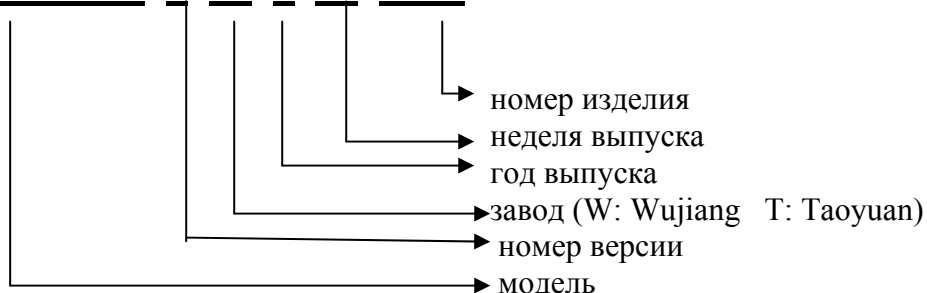 номер изделия
неделя выпуска
год выпуска
завод (W: Wujiang T: Taoyuan)
номер версии
модель